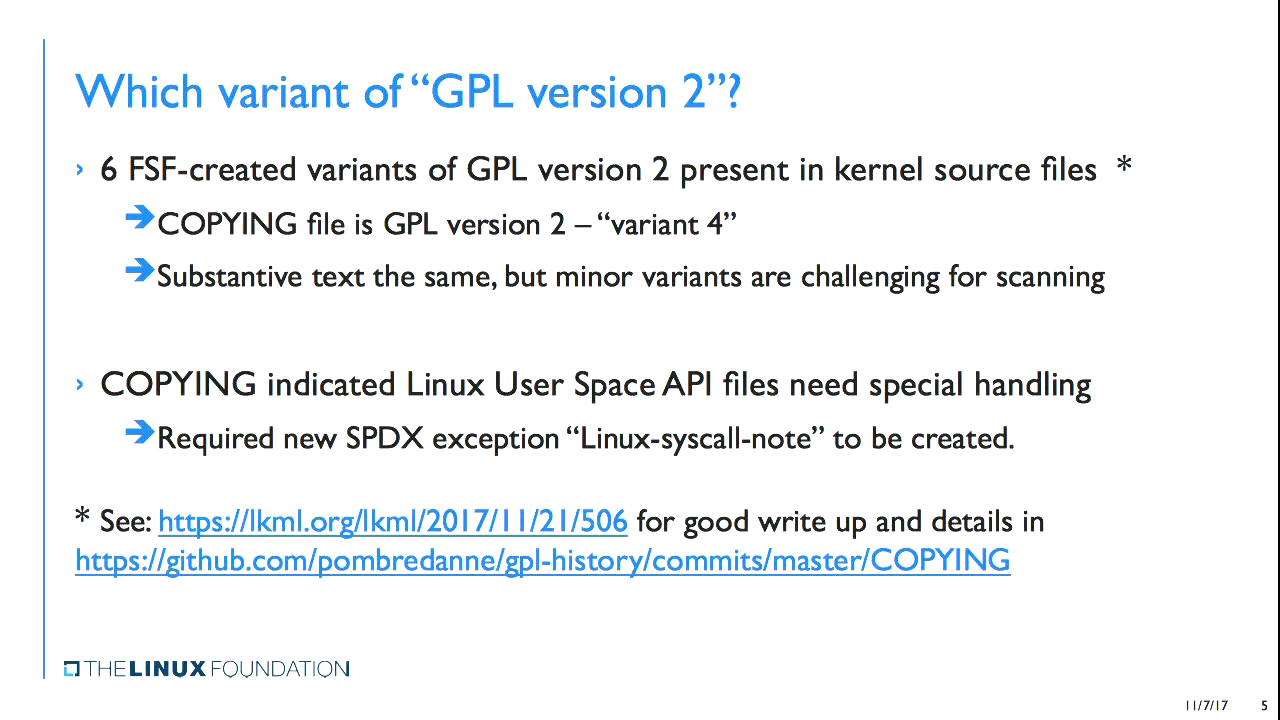 Which variant of “GPL version 2”?
› 6 FSF-created variants of GPL version 2 present in kernel source files *
➔COPYING file is GPL version 2 – “variant 4”
➔Substantive text the same, but minor variants are challenging for scanning
› COPYING indicated Linux User Space API files need special handling
➔Required new SPDX exception “Linux-syscall-note” to be created.
* See: https://lkml.org/lkml/2017/11/21/506 for good write up and details in
https://github.com/pombredanne/gpl-history/commits/master/COPYING
THE LINUX FOUNDATION
11/7/17 5